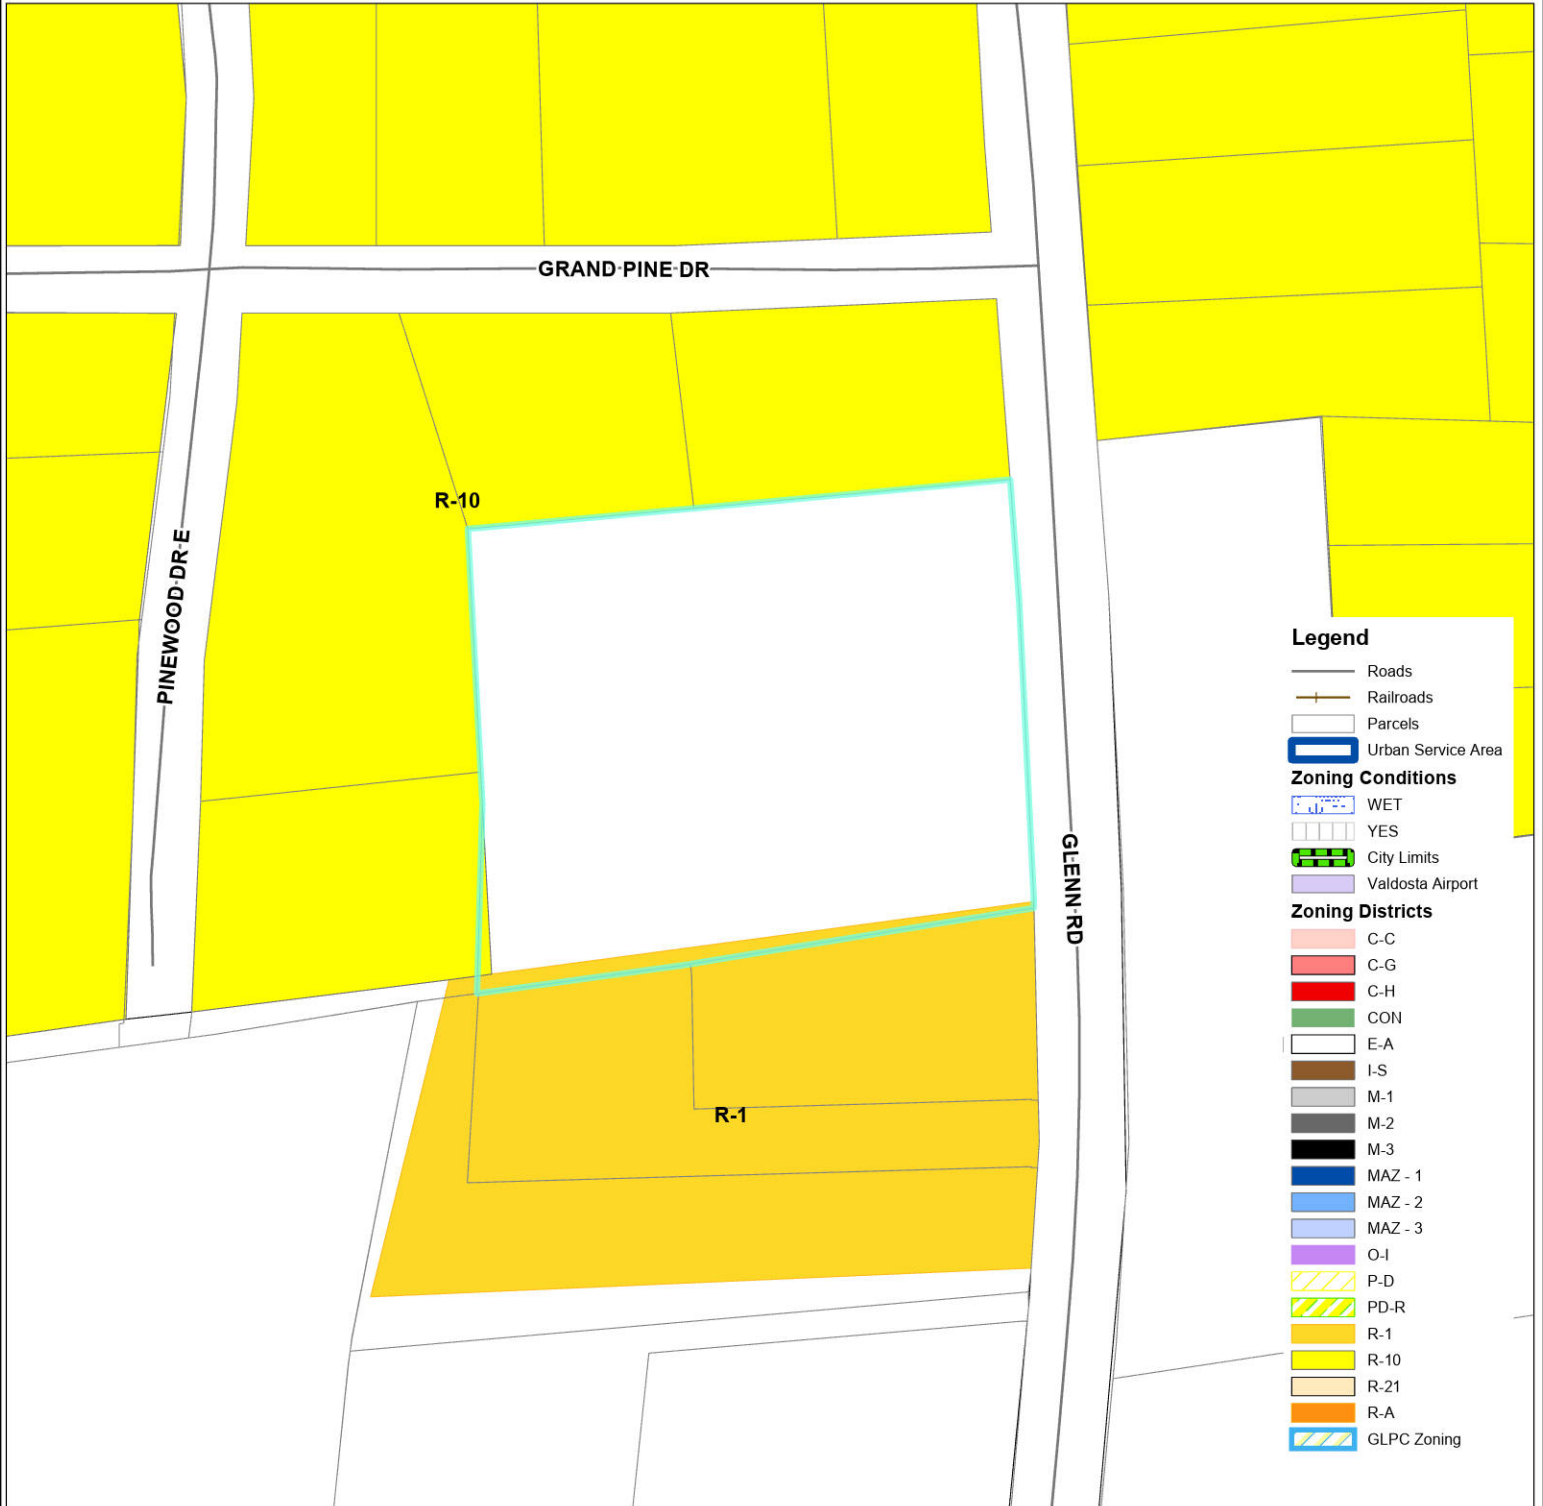 GRAND PINE DR
R-10
PINEWOOD DR E
GLENN RD
R-1
Legend
Roads
Railroads
Parcels
Urban Service Area
Zoning Conditions
WET
YES
City Limits
Valdosta Airport
Zoning Districts
C-C
C-G
C-H
CON
E-A
I-S
M-1
M-2
M-3
MAZ - 1
MAZ - 2
MAZ - 3
O-I
P-D
PD-R
R-1
R-10
R-21
R-A
GLPC Zoning